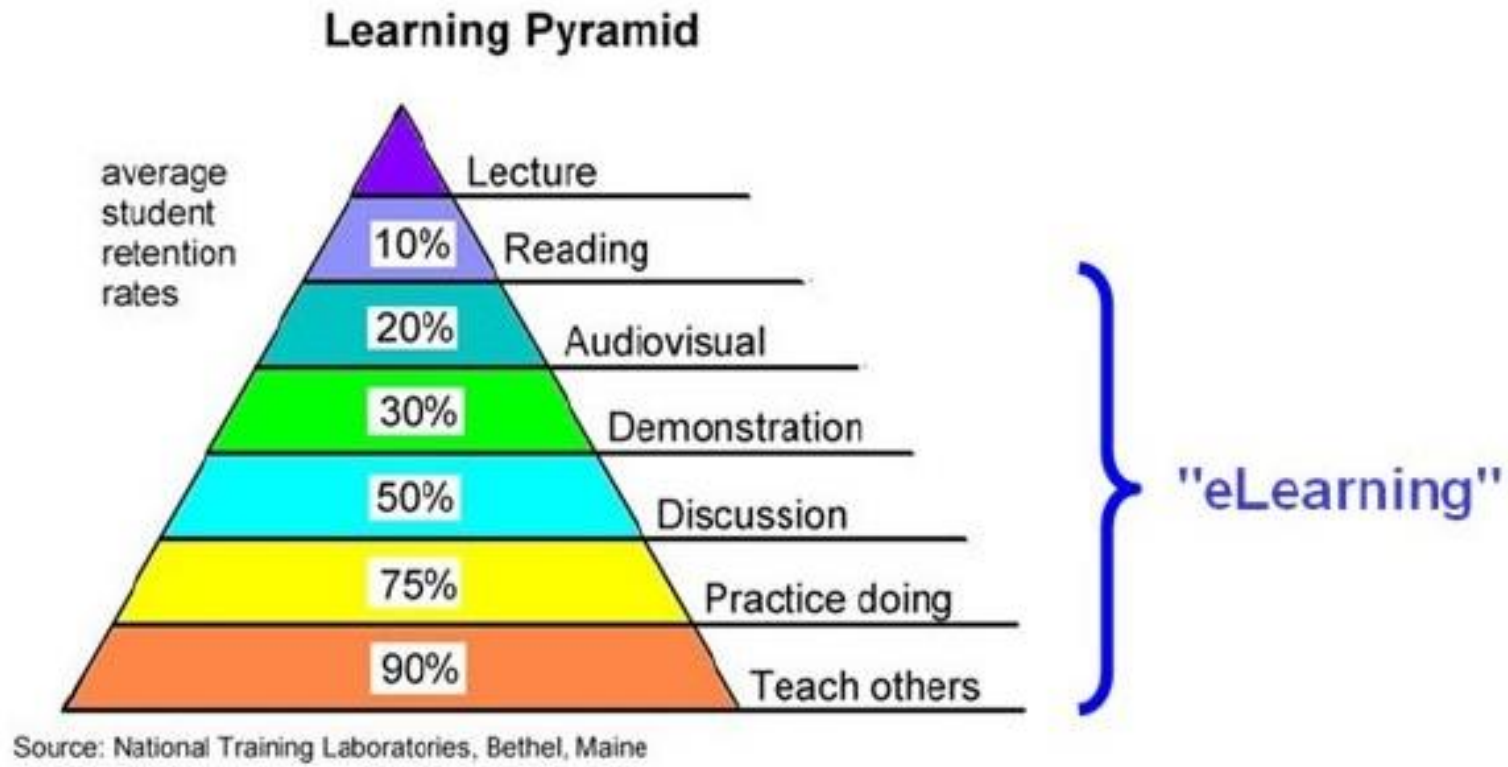 Learning Pyramid
average
student
retention
rates
Lecture
10% Reading
20% Audiovisual
30% Demonstration
50% Discussion
75% Practice doing
90% Teach others
"eLearning"
Source: National Training Laboratories, Bethel, Maine